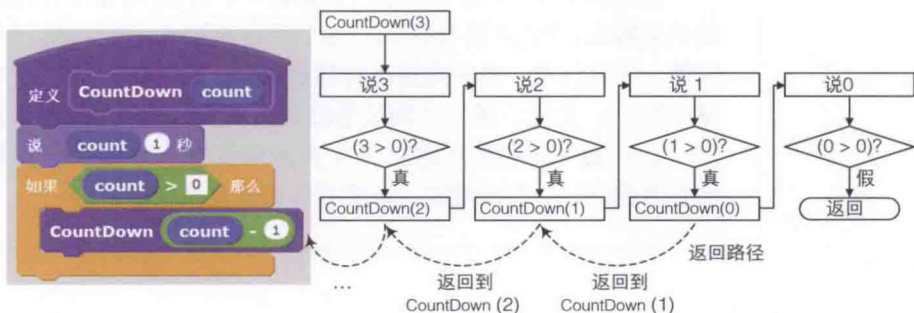 定义 CountDown count
说 count 1 秒
如果 count > 0 那么
CountDown count - 1
CountDown(3)
说3
(3 > 0)?
真
CountDown(2)
说2
(2 > 0)?
真
CountDown(1)
说 1
(1 > 0)?
真
CountDown(0)
说0
(0 > 0)?
假
返回
返回路径
…
返回到
CountDown (2)
返回到
CountDown (1)